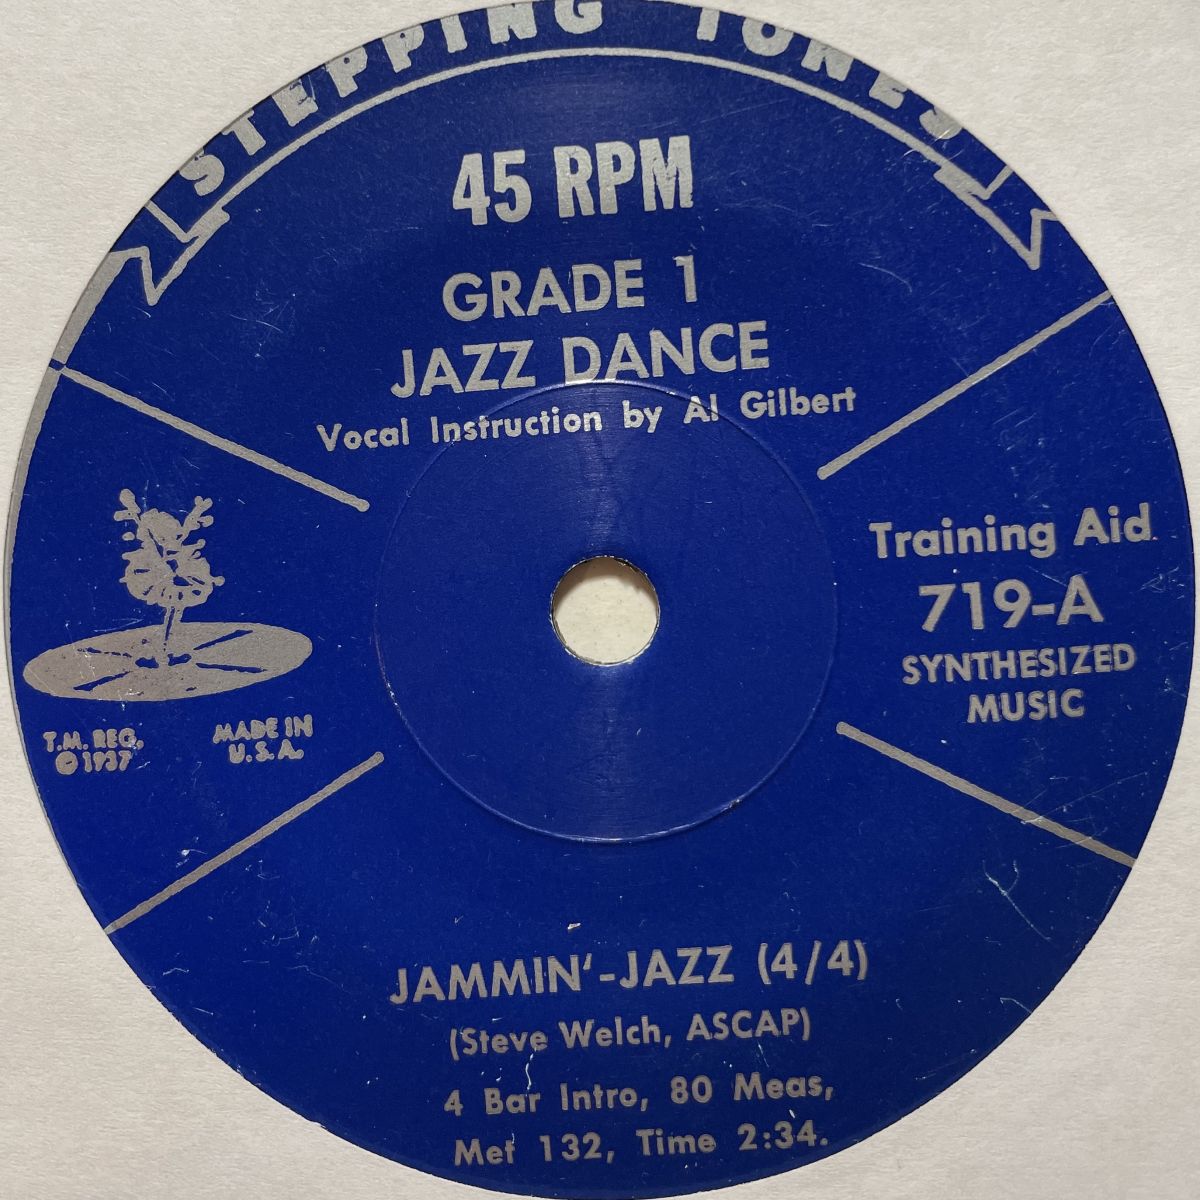 STEPPING TONES
45 RPM
GRADE 1
JAZZ DANCE
Vocal Instruction by Al Gilbert
Training Aid
719-A
SYNTHESIZED
MUSIC
T.M. REG.
© 1937
MADE IN
U.S.A.
JAMMIN'-JAZZ (4/4)
(Steve Welch, ASCAP)
4 Bar Intro, 80 Meas,
Met 132, Time 2:34.